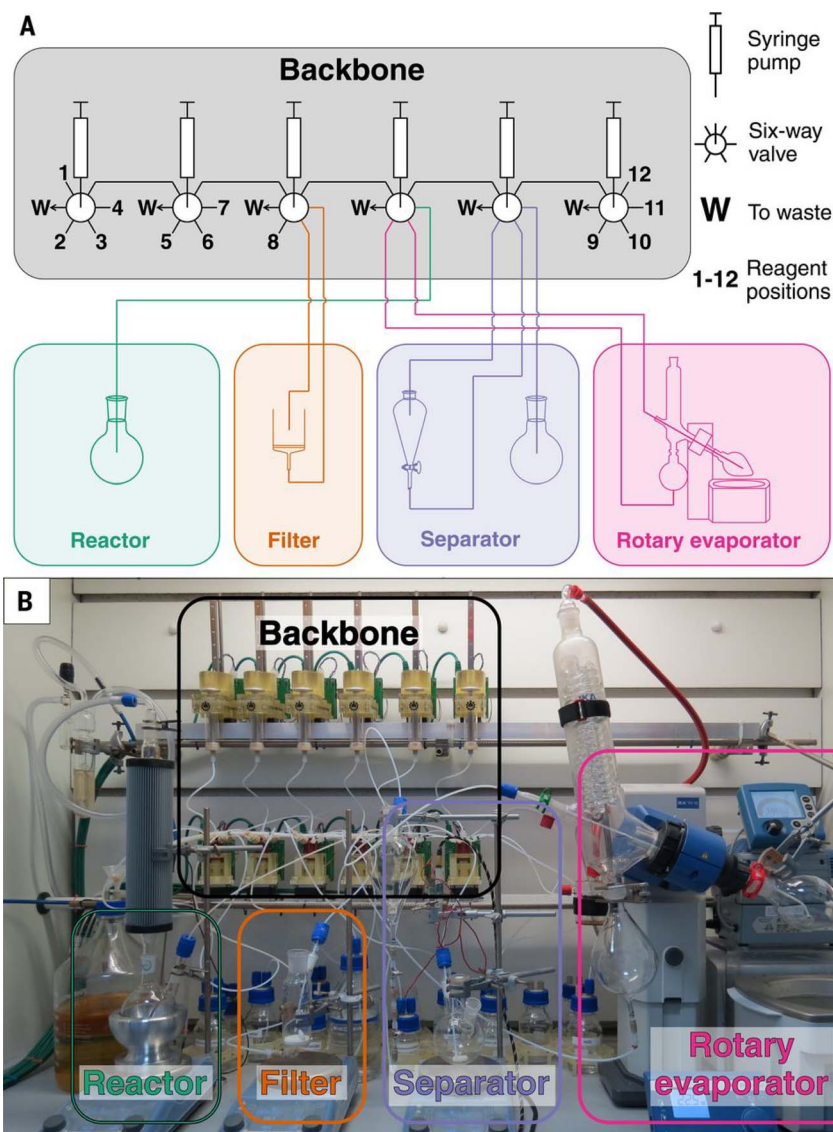 A
Backbone
Syringe
pump
Six-way
valve
W To waste
1-12 Reagent
positions
1
W
4
2
3
W
7
5
6
W
8
W
W
12
W
11
9
10
Reactor
Filter
Separator
Rotary evaporator
B
Backbone
Reactor
Filter
Separator
Rotary
evaporator